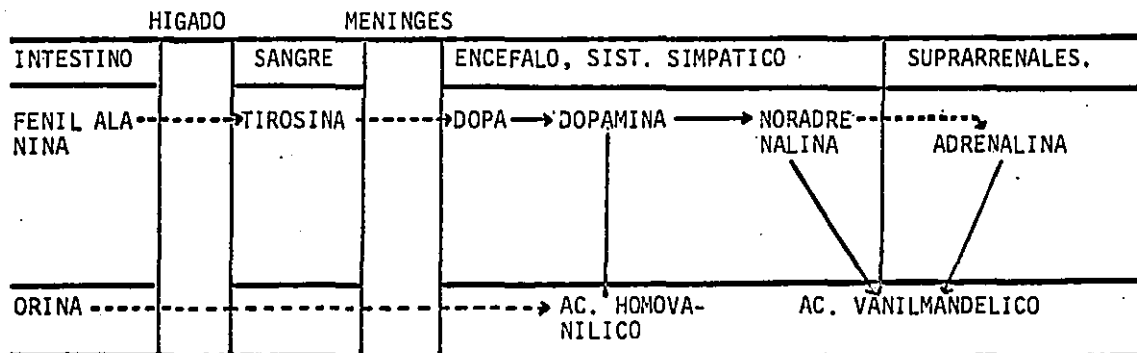 HIGADO MENINGES
INTESTINO SANGRE ENCEFALO, SIST. SIMPATICO SUPRARRENALES.
FENIL ALA TIROSINA DOPA DOPAMINA NORADRE
NINA NALINA ADRENALINA
ORINA AC. HOMOVA- AC. VANILMANDELICO
NILICO